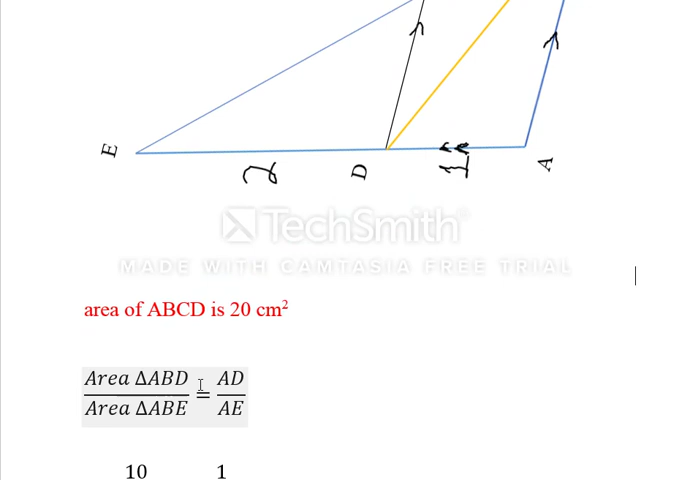 E
2
D
1
A
TechSmith
MADE WITH CAMTASIA FREE TRIAL
area of ABCD is 20 cm²
Area ΔABD / Area ΔABE = AD / AE
10 1